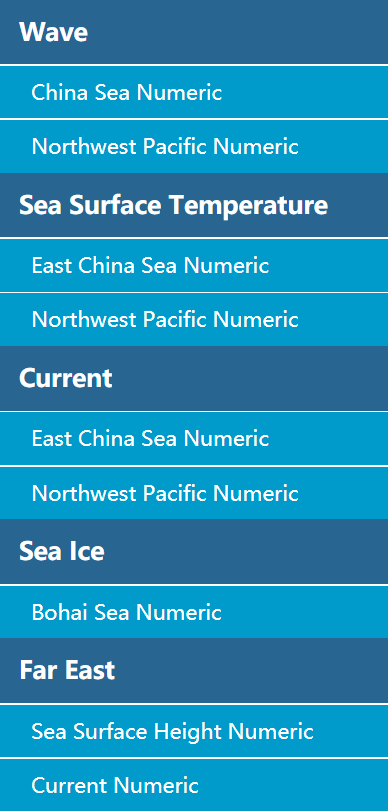 Wave
China Sea Numeric
Northwest Pacific Numeric
Sea Surface Temperature
East China Sea Numeric
Northwest Pacific Numeric
Current
East China Sea Numeric
Northwest Pacific Numeric
Sea Ice
Bohai Sea Numeric
Far East
Sea Surface Height Numeric
Current Numeric